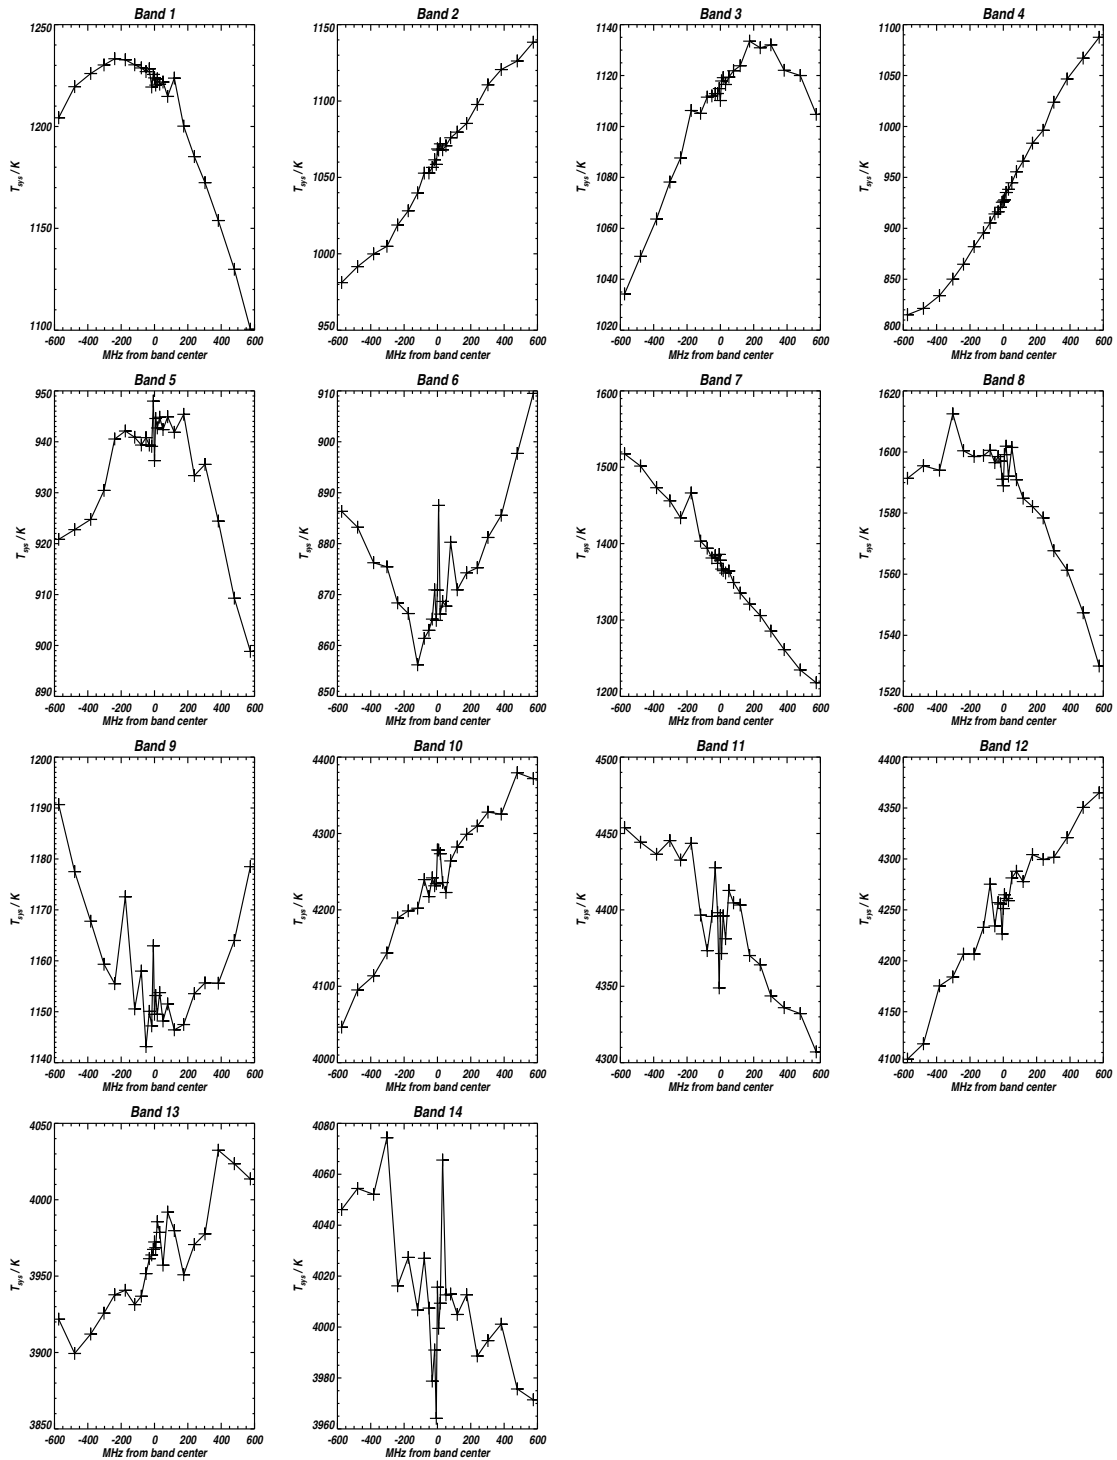 Band 1
Band 2
Band 3
Band 4
1250
1200
1150
1100
T_sys / K
-600 -400 -200 0 200 400 600
MHz from band center
1150
1100
1050
1000
950
T_sys / K
-600 -400 -200 0 200 400 600
MHz from band center
1140
1120
1100
1080
1060
1040
1020
T_sys / K
-600 -400 -200 0 200 400 600
MHz from band center
1100
1050
1000
950
900
850
800
T_sys / K
-600 -400 -200 0 200 400 600
MHz from band center
Band 5
Band 6
Band 7
Band 8
950
940
930
920
910
900
890
T_sys / K
-600 -400 -200 0 200 400 600
MHz from band center
910
900
890
880
870
860
850
T_sys / K
-600 -400 -200 0 200 400 600
MHz from band center
1600
1500
1400
1300
1200
T_sys / K
-600 -400 -200 0 200 400 600
MHz from band center
1620
1600
1580
1560
1540
1520
T_sys / K
-600 -400 -200 0 200 400 600
MHz from band center
Band 9
Band 10
Band 11
Band 12
1200
1190
1180
1170
1160
1150
1140
T_sys / K
-600 -400 -200 0 200 400 600
MHz from band center
4400
4300
4200
4100
4000
T_sys / K
-600 -400 -200 0 200 400 600
MHz from band center
4500
4450
4400
4350
4300
T_sys / K
-600 -400 -200 0 200 400 600
MHz from band center
4400
4350
4300
4250
4200
4150
4100
T_sys / K
-600 -400 -200 0 200 400 600
MHz from band center
Band 13
Band 14
4050
4000
3950
3900
3850
T_sys / K
-600 -400 -200 0 200 400 600
MHz from band center
4080
4060
4040
4020
4000
3980
3960
T_sys / K
-600 -400 -200 0 200 400 600
MHz from band center